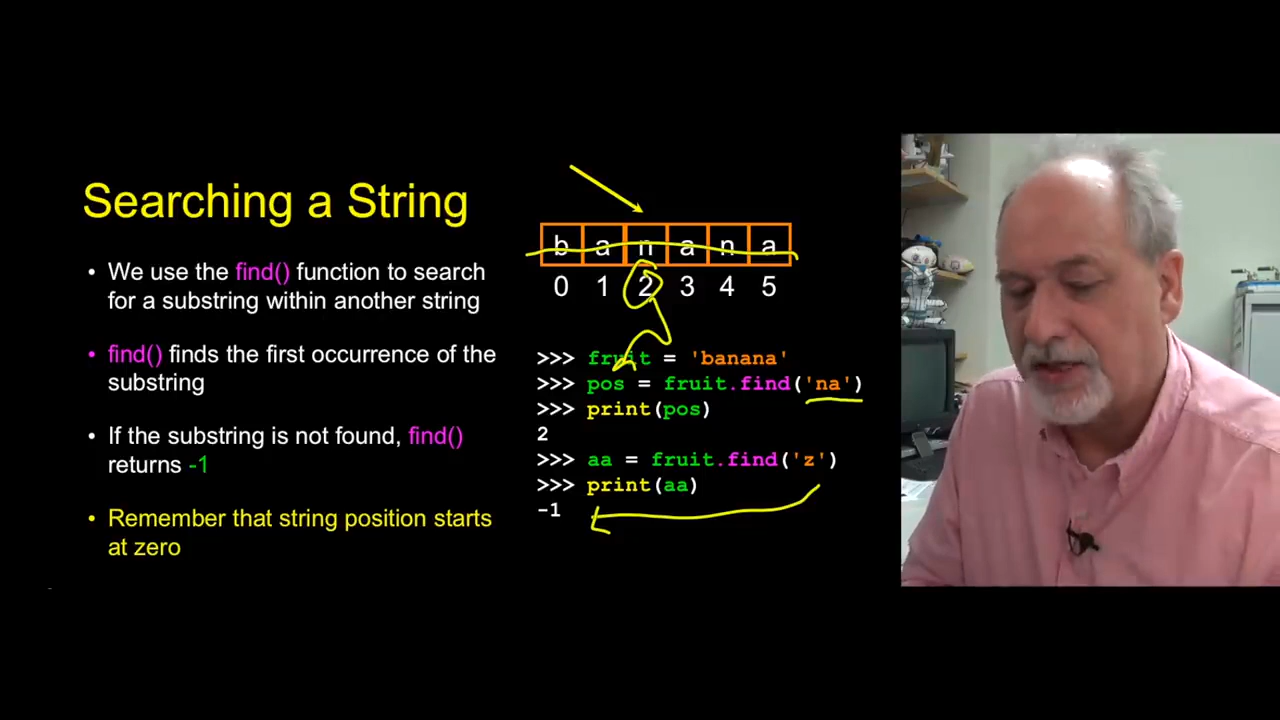 Searching a String
• We use the find() function to search
for a substring within another string
• find() finds the first occurrence of the
substring
• If the substring is not found, find()
returns -1
• Remember that string position starts
at zero
b a n a n a
0 1 2 3 4 5
>>> fruit = 'banana'
>>> pos = fruit.find('na')
>>> print(pos)
2
>>> aa = fruit.find('z')
>>> print(aa)
-1